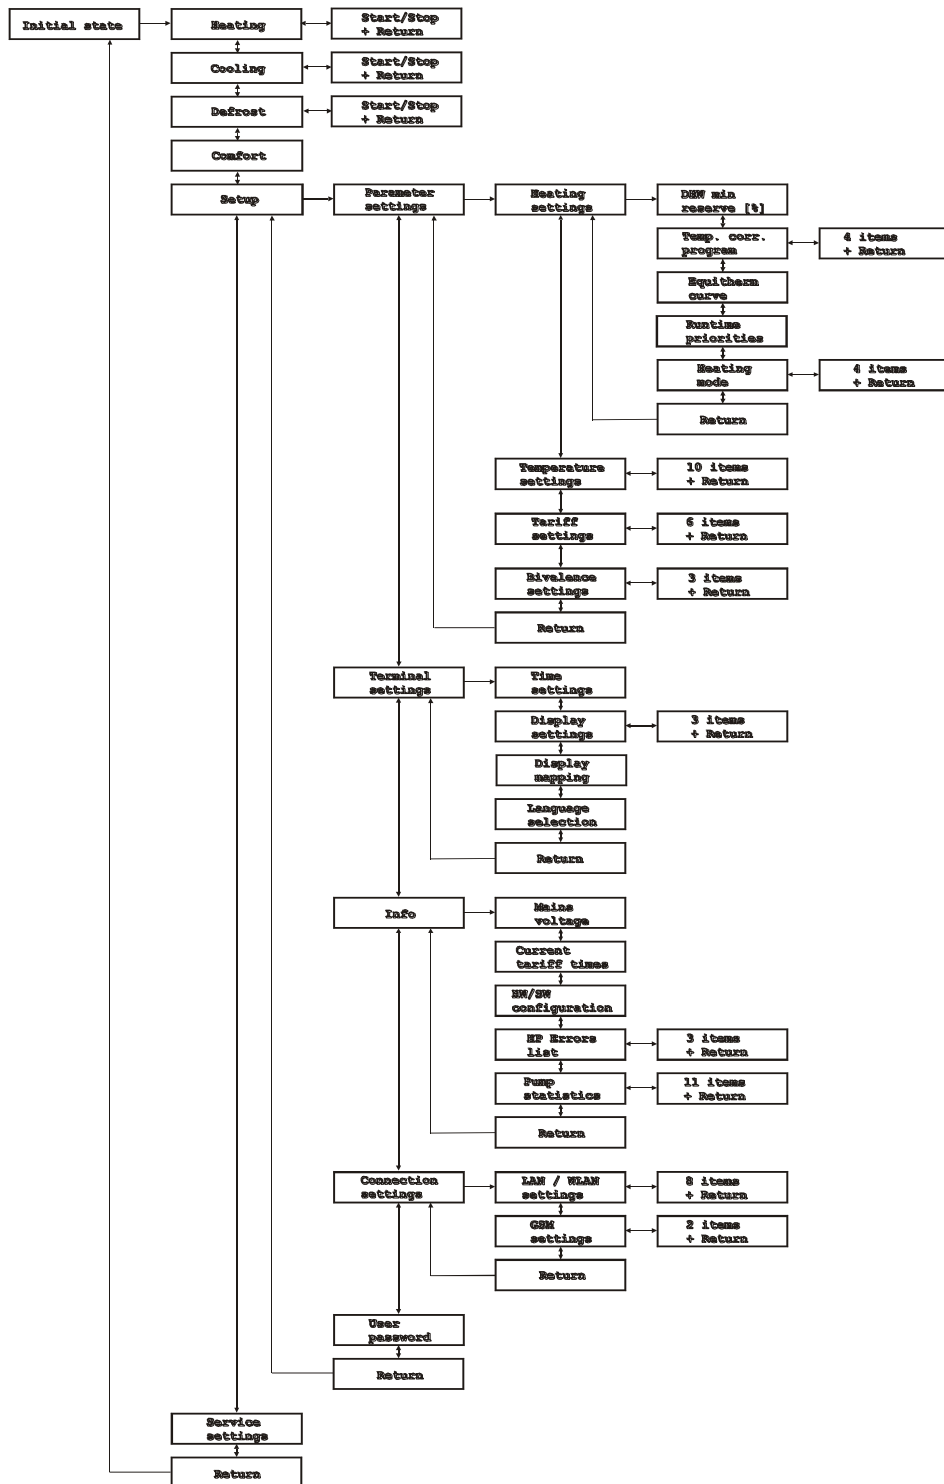 Initial state
Heating
Start/Stop
+ Return
Cooling
Start/Stop
+ Return
Defrost
Start/Stop
+ Return
Comfort
Setup
Parameter
settings
Heating
settings
DHW min
reserve [%]
Temp. corr.
program
4 items
+ Return
Equitherm
curve
Runtime
priorities
Heating
mode
4 items
+ Return
Return
Temperature
settings
10 items
+ Return
Tariff
settings
6 items
+ Return
Bivalence
settings
3 items
+ Return
Return
Terminal
settings
Time
settings
Display
settings
3 items
+ Return
Display
mapping
Language
selection
Return
Info
Mains
voltage
Current
tariff times
HW/SW
configuration
HP Errors
list
3 items
+ Return
Pump
statistics
11 items
+ Return
Return
Connection
settings
LAN / WLAN
settings
8 items
+ Return
GSM
settings
2 items
+ Return
Return
User
password
Return
Service
settings
Return